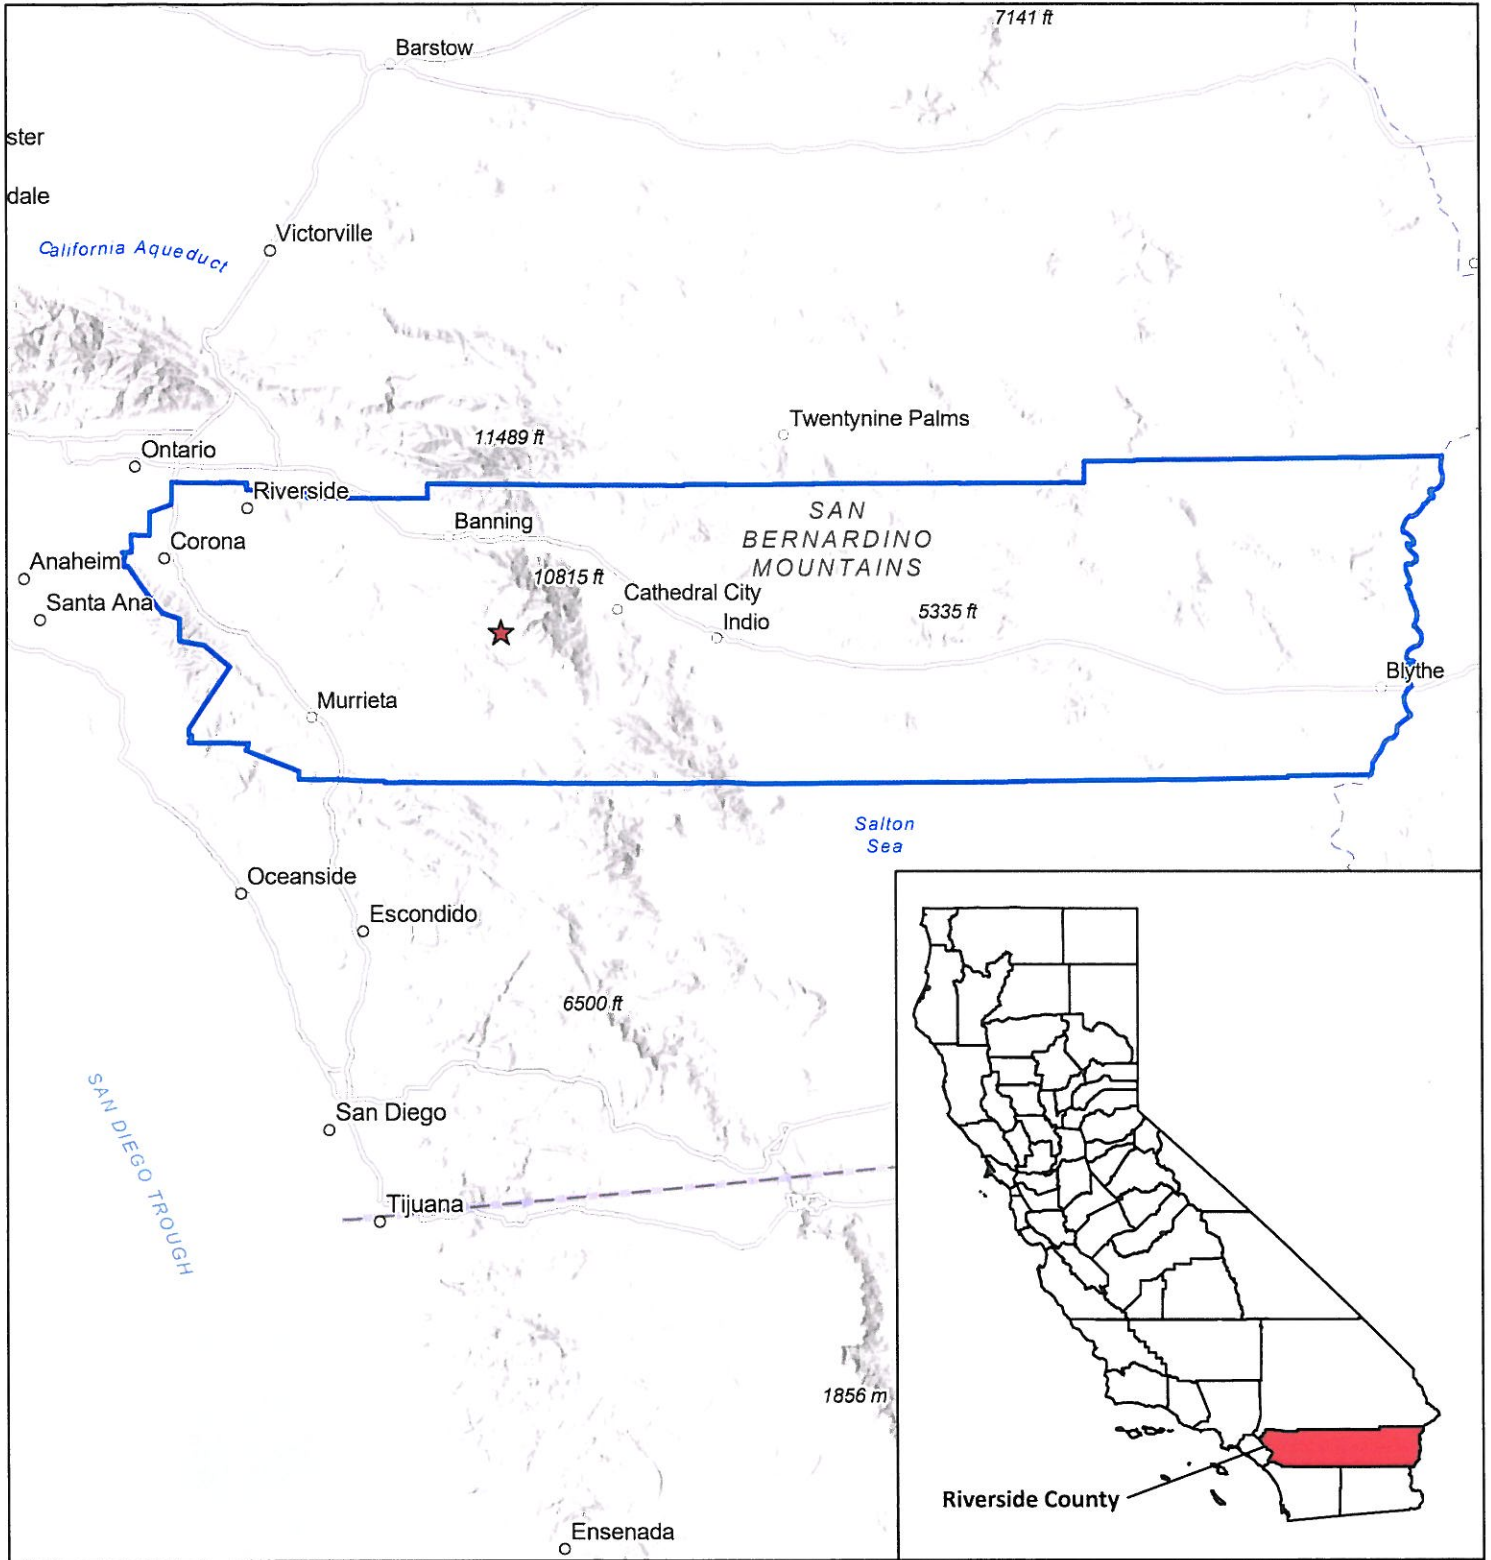 7141 ft
Barstow
ster
dale
Victorville
California Aqueduct
Twentynine Palms
11489 ft
Ontario
Riverside
SAN
BERNARDINO
MOUNTAINS
Banning
Corona
Anaheim
10815 ft
Cathedral City
Santa Ana
5335 ft
Indio
Blythe
Murrieta
Salton
Sea
Oceanside
Escondido
6500 ft
SAN DIEGO TROUGH
San Diego
Tijuana
1856 m
Riverside County
Ensenada